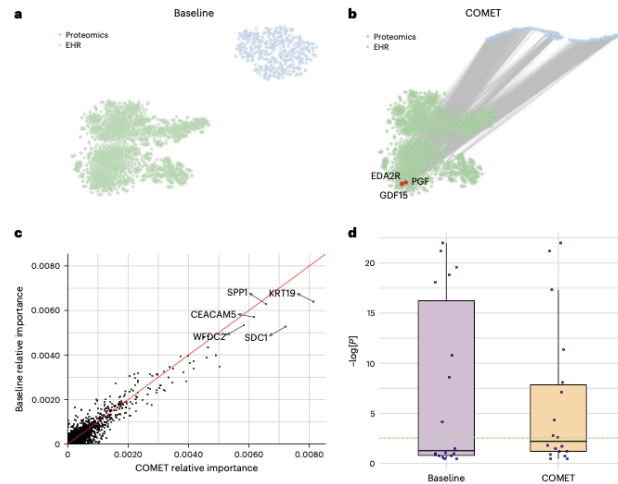 a
Baseline
Proteomics
EHR
b
COMET
Proteomics
EHR
EDA2R
PGF
GDF15
c
0.0080
0.0060
0.0040
0.0020
0
Baseline relative importance
SPP1
KRT19
CEACAM5
WFDC2
SDC1
0
0.0020
0.0040
0.0060
0.0080
COMET relative importance
d
20
15
10
5
0
–log[P]
Baseline
COMET